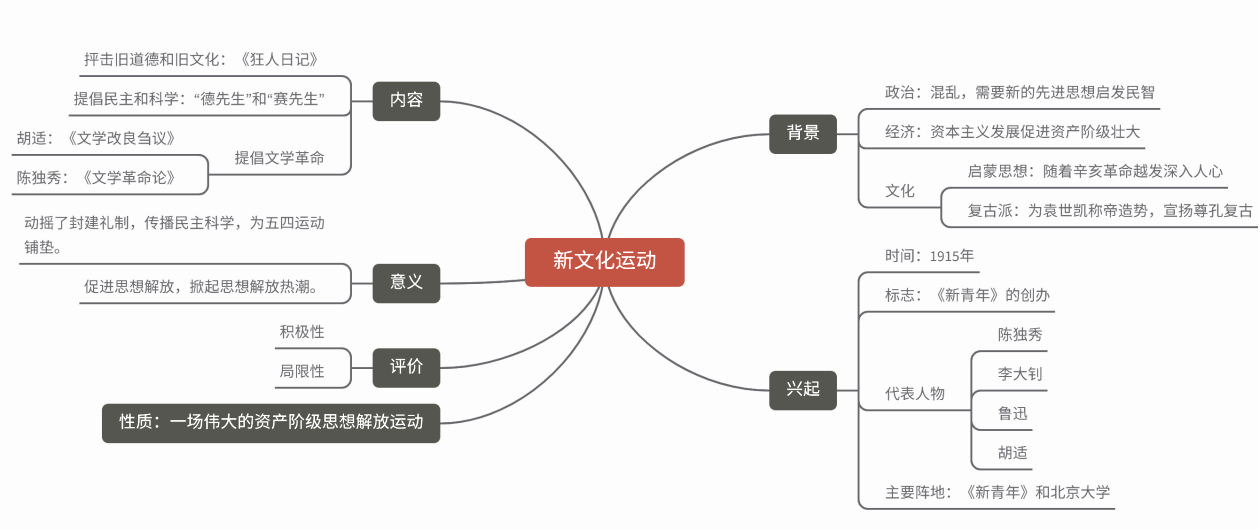 新文化运动
背景
政治：混乱，需要新的先进思想启发民智
经济：资本主义发展促进资产阶级壮大
文化
启蒙思想：随着辛亥革命越发深入人心
复古派：为袁世凯称帝造势，宣扬尊孔复古
兴起
时间：1915年
标志：《新青年》的创办
代表人物
陈独秀
李大钊
鲁迅
胡适
主要阵地：《新青年》和北京大学
内容
抨击旧道德和旧文化：《狂人日记》
提倡民主和科学：“德先生”和“赛先生”
提倡文学革命
胡适：《文学改良刍议》
陈独秀：《文学革命论》
意义
动摇了封建礼制，传播民主科学，为五四运动
铺垫。
促进思想解放，掀起思想解放热潮。
评价
积极性
局限性
性质：一场伟大的资产阶级思想解放运动